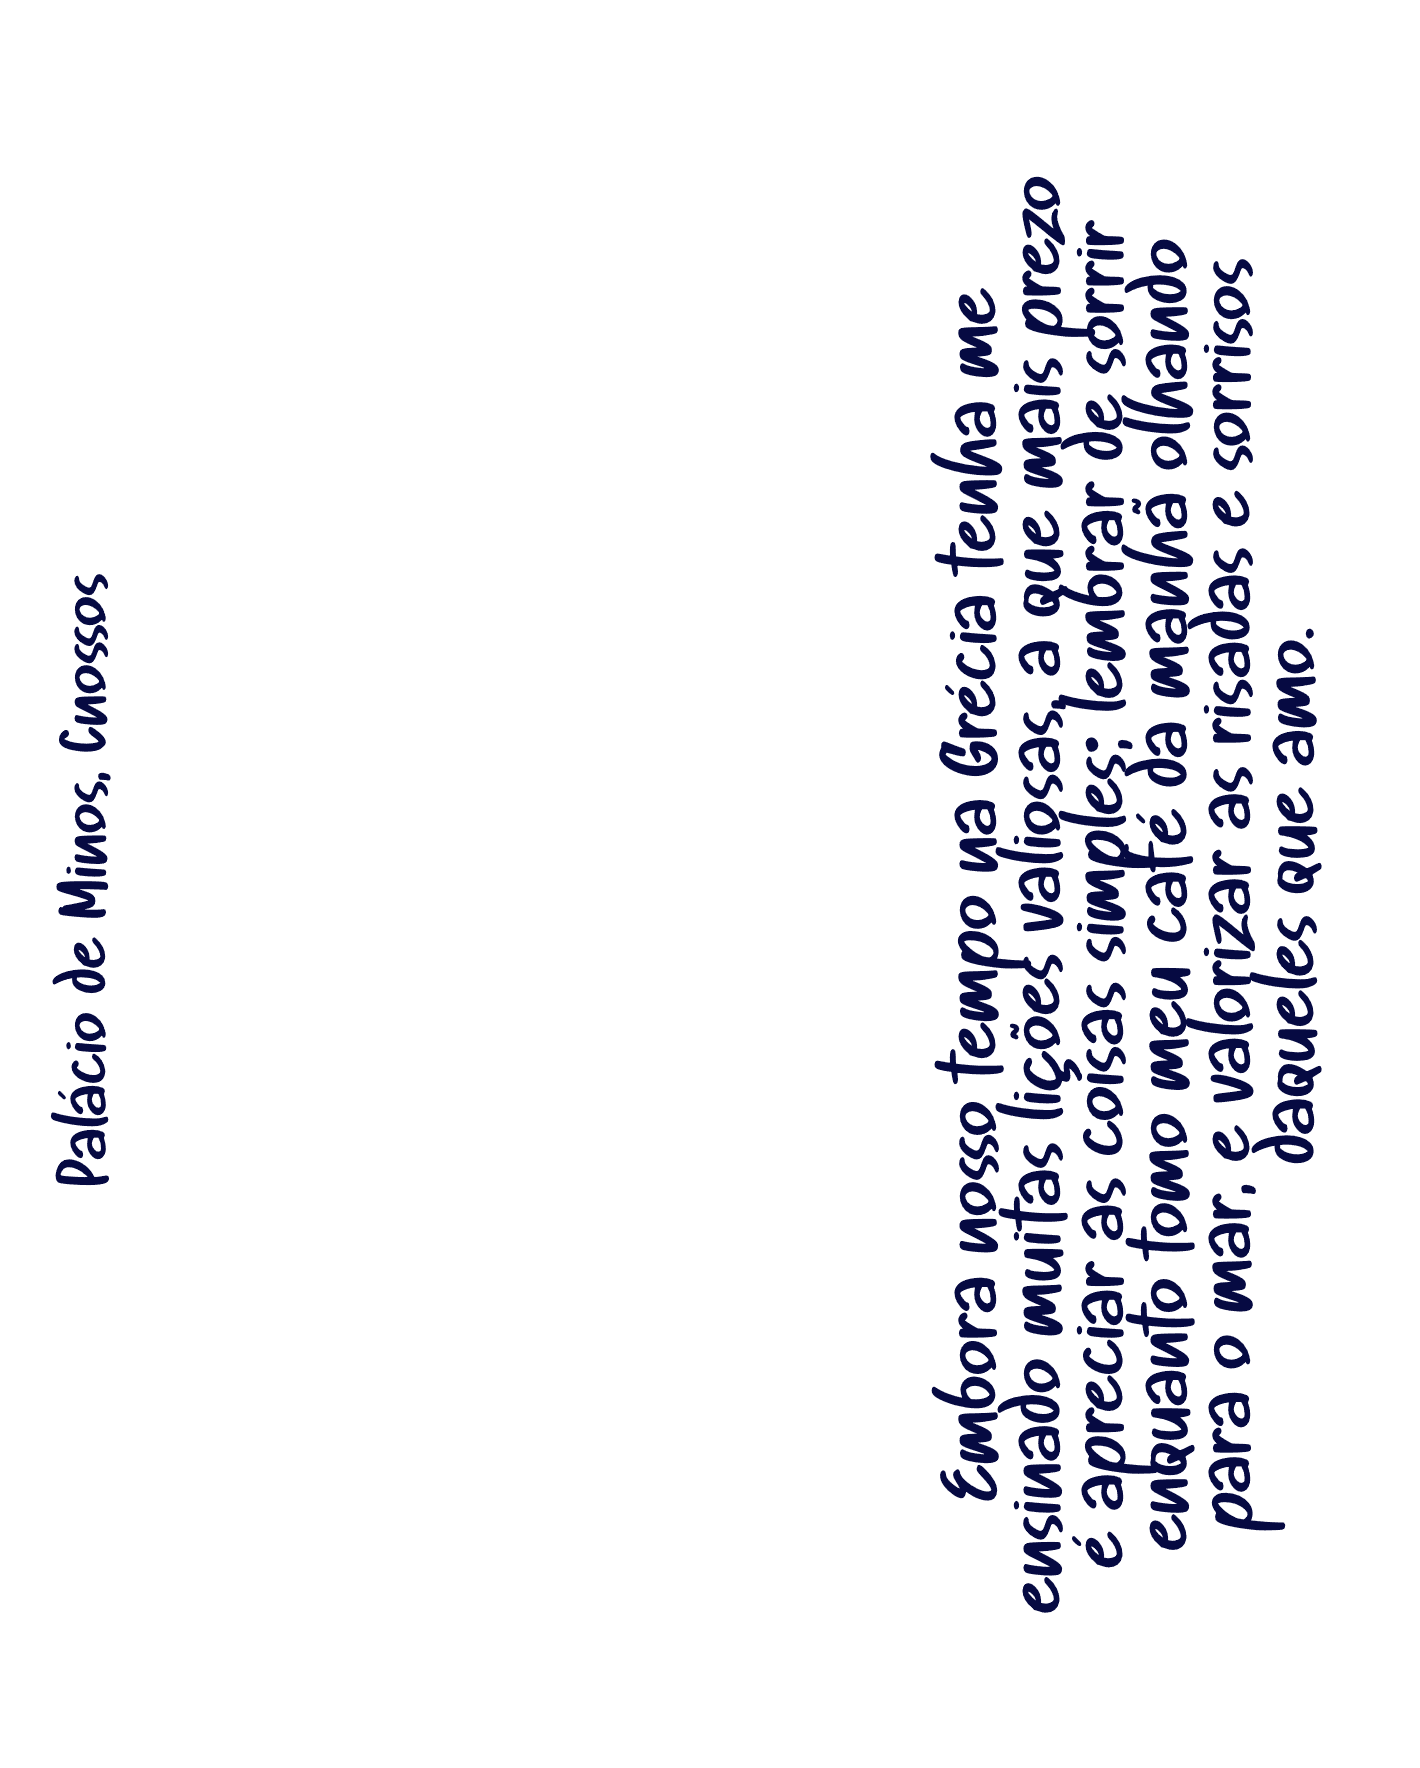 Palácio de Minos, Cnossos
Embora nosso tempo na Grécia tenha me
ensinado muitas lições valiosas, a que mais prezo
é apreciar as coisas simples; lembrar de sorrir
enquanto tomo meu café da manhã olhando
para o mar, e valorizar as risadas e sorrisos
daqueles que amo.